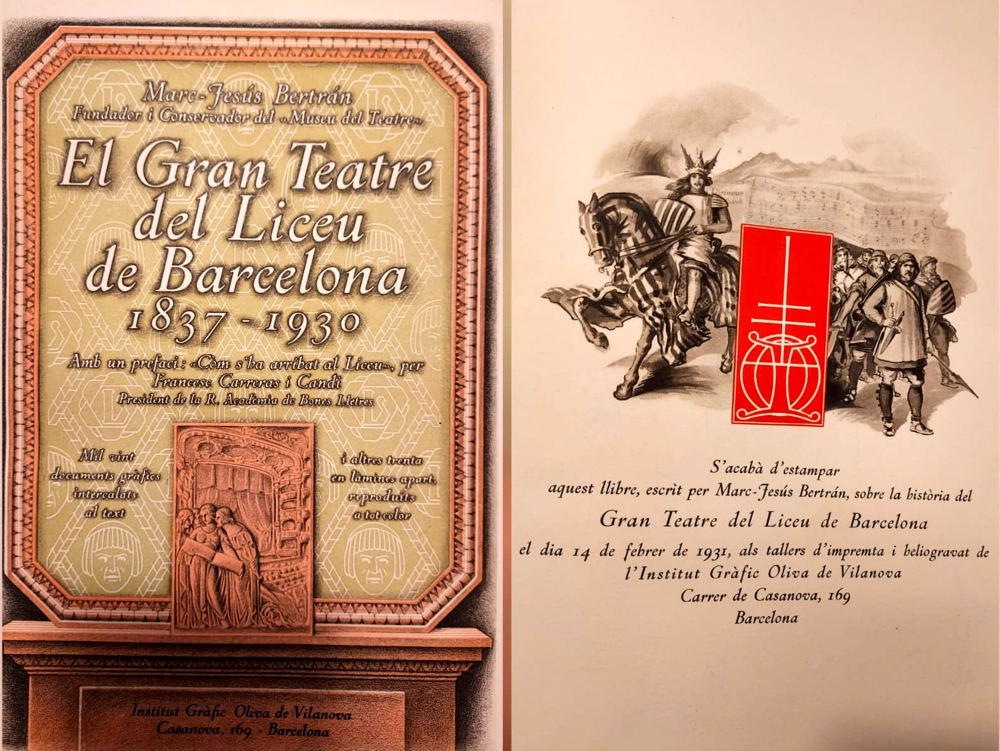 Marc-Jesús Bertrán
Fundador i Conservador del «Museu del Teatre»
El Gran Teatre
del Liceu
de Barcelona
1837 - 1930
Amb un prefaci: «Còm s'ha arribat al Liceu», per
Francesc Carreras i Candi
President de la R. Acadèmia de Bones Lletres
Mil vint
documents gràfics
intercalats
al text
i altres trenta
en làmines apart,
reproduits
a tot color
Institut Gràfic Oliva de Vilanova
Casanova, 169 - Barcelona
S'acabà d'estampar
aquest llibre, escrit per Marc-Jesús Bertrán, sobre la història del
Gran Teatre del Liceu de Barcelona
el dia 14 de febrer de 1931, als tallers d'impremta i heliogravat de
l'Institut Gràfic Oliva de Vilanova
Carrer de Casanova, 169
Barcelona